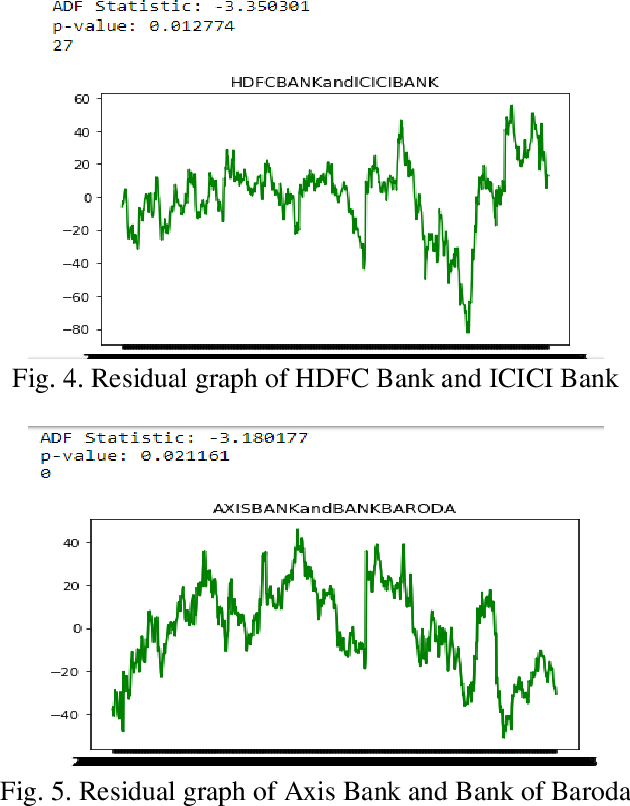 ADF Statistic: -3.350301
p-value: 0.012774
27
HDFCBANKandICICIBANK
60
40
20
0
−20
−40
−60
−80
Fig. 4. Residual graph of HDFC Bank and ICICI Bank
ADF Statistic: -3.180177
p-value: 0.021161
0
AXISBANKandBANKBARODA
40
20
0
−20
−40
Fig. 5. Residual graph of Axis Bank and Bank of Baroda